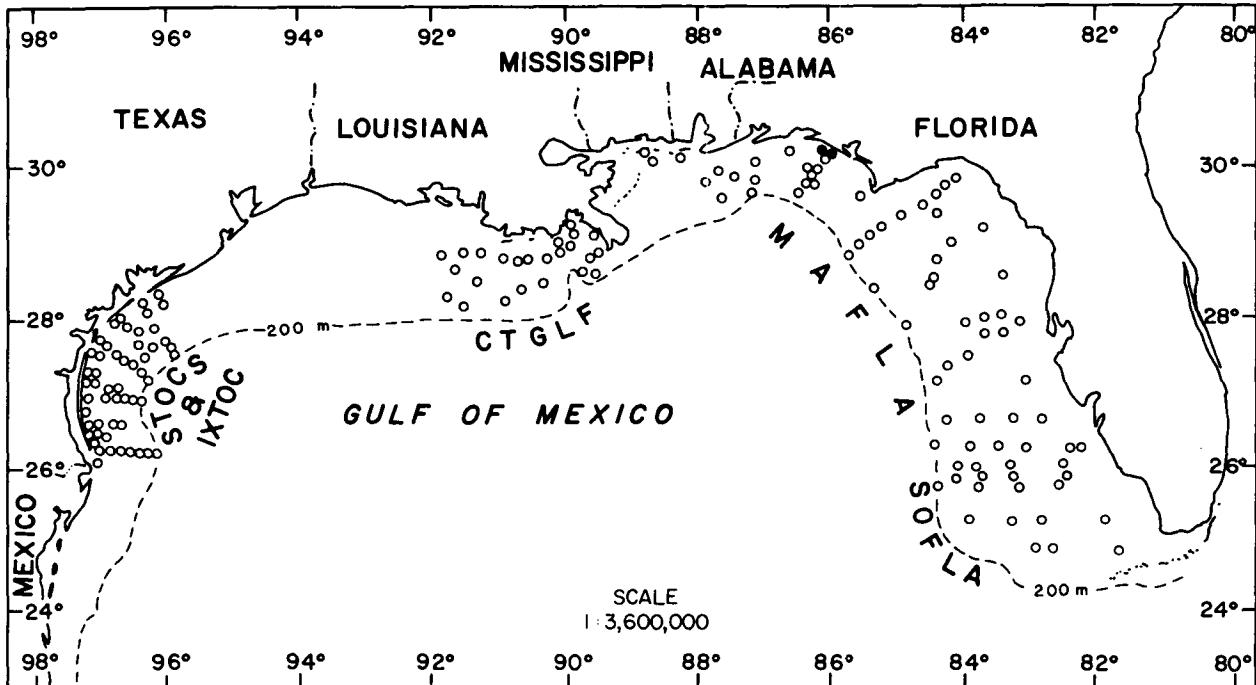 98° 96° 94° 92° 90° 88° 86° 84° 82° 80°
MISSISSIPPI
ALABAMA
TEXAS
LOUISIANA
FLORIDA
30° 30°
MAFLA
28° 28°
200 m
CTGLF
STOCS
&
IXTOC
GULF OF MEXICO
26° 26°
SOFLA
MEXICO
200 m
SCALE
1:3,600,000
24° 24°
98° 96° 94° 92° 90° 88° 86° 84° 82° 80°